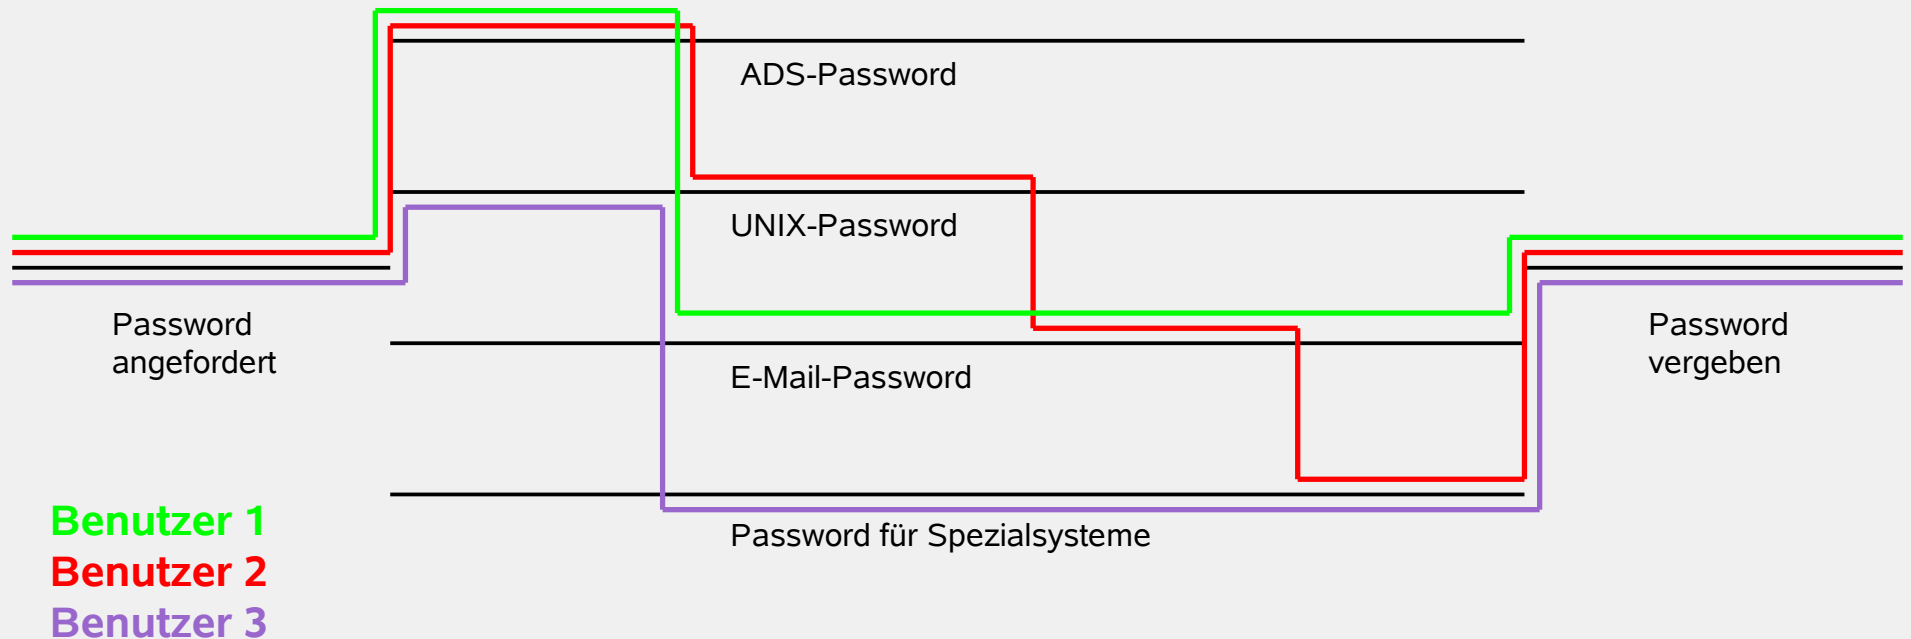 ADS-Password
UNIX-Password
Password
angefordert
Password
vergeben
E-Mail-Password
Password für Spezialsysteme
Benutzer 1
Benutzer 2
Benutzer 3